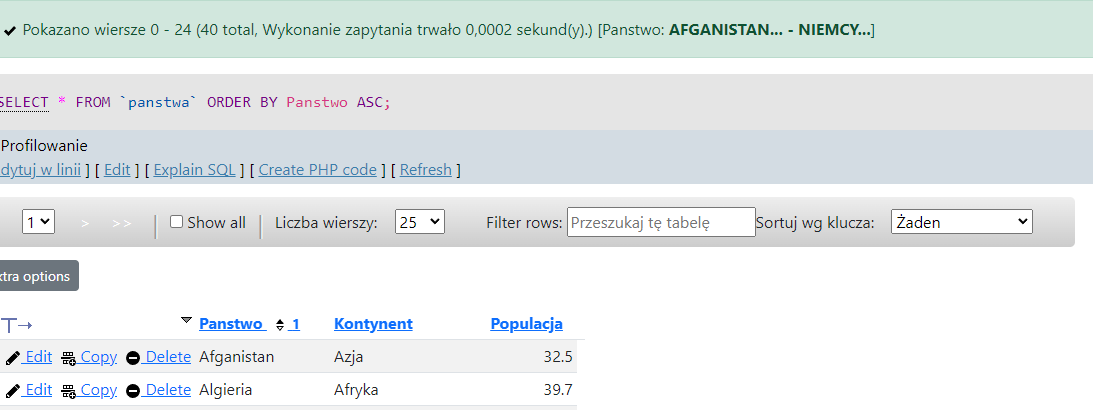 Pokazano wiersze 0 - 24 (40 total, Wykonanie zapytania trwało 0,0002 sekund(y).) [Panstwo: AFGANISTAN... - NIEMCY...]
SELECT * FROM `panstwa` ORDER BY Panstwo ASC;
Profilowanie
dytuj w linii ] [ Edit ] [ Explain SQL ] [ Create PHP code ] [ Refresh ]
1 > >> Show all Liczba wierszy: 25 Filter rows: Przeszukaj tę tabelę Sortuj wg klucza: Żaden
xtra options
Panstwo 1 Kontynent Populacja
Edit Copy Delete Afganistan Azja 32.5
Edit Copy Delete Algieria Afryka 39.7